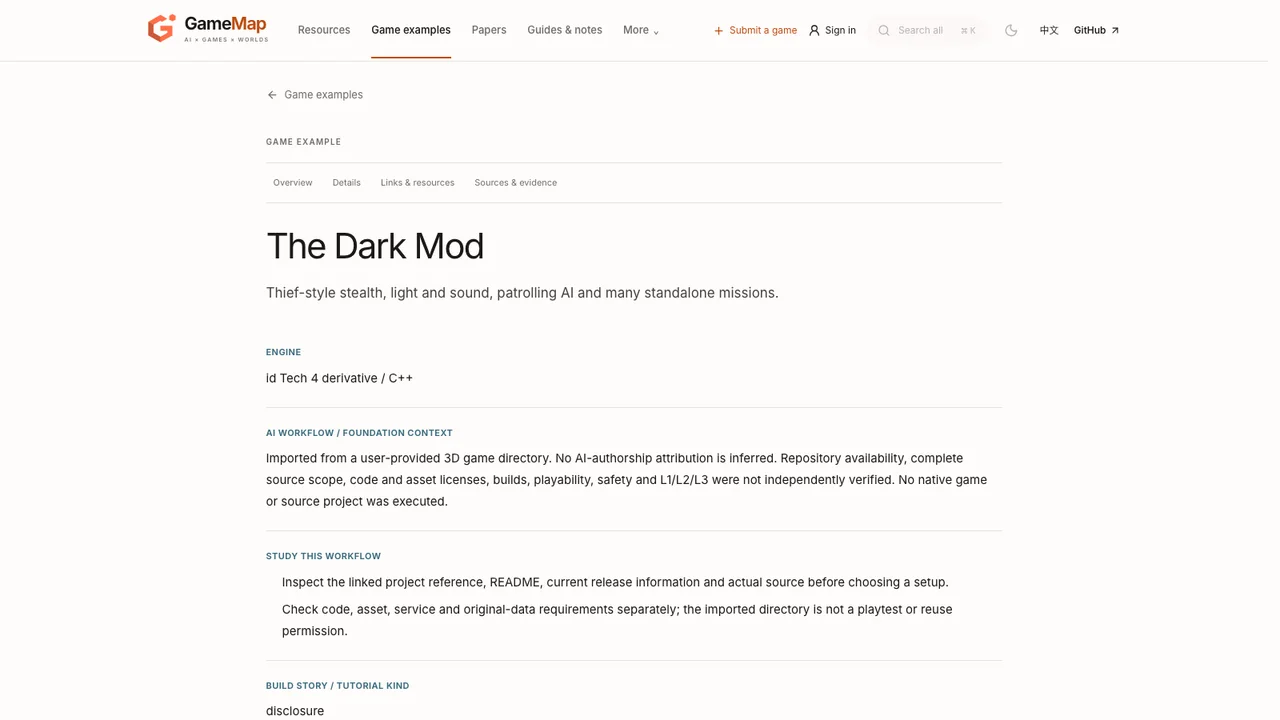 GameMap
AI × GAMES × WORLDS
Resources
Game examples
Papers
Guides & notes
More
Submit a game
Sign in
Search all
⌘ K
中文
GitHub
Game examples
GAME EXAMPLE
Overview
Details
Links & resources
Sources & evidence
The Dark Mod
Thief-style stealth, light and sound, patrolling AI and many standalone missions.
ENGINE
id Tech 4 derivative / C++
AI WORKFLOW / FOUNDATION CONTEXT
Imported from a user-provided 3D game directory. No AI-authorship attribution is inferred. Repository availability, complete
source scope, code and asset licenses, builds, playability, safety and L1/L2/L3 were not independently verified. No native game
or source project was executed.
STUDY THIS WORKFLOW
Inspect the linked project reference, README, current release information and actual source before choosing a setup.
Check code, asset, service and original-data requirements separately; the imported directory is not a playtest or reuse
permission.
BUILD STORY / TUTORIAL KIND
disclosure